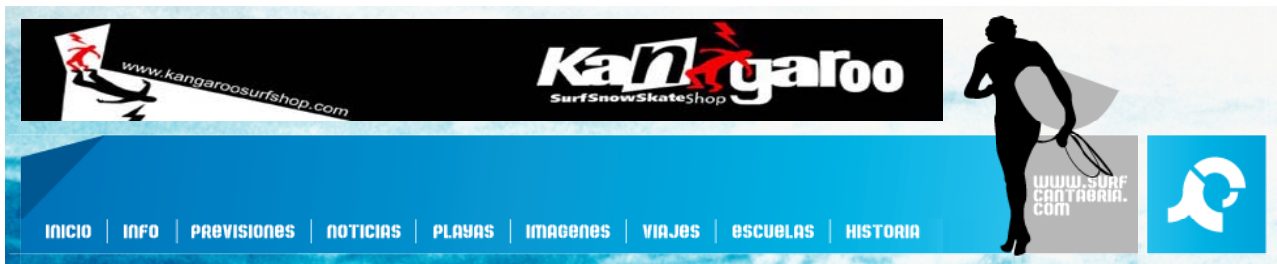 www.kangaroosurfshop.com
Kangaroo
SurfSnowSkateShop
WWW.SURF
CANTABRIA.
COM
INICIO | INFO | PREVISIONES | NOTICIAS | PLAYAS | IMAGENES | VIAJES | ESCUELAS | HISTORIA